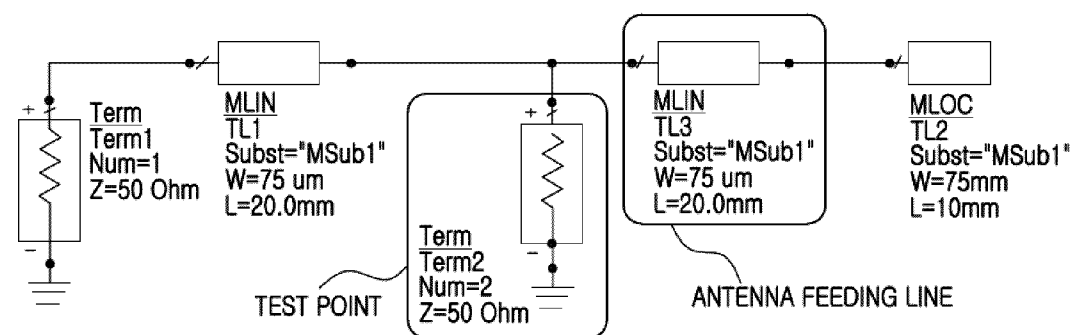 +
Term
Term1
Num=1
Z=50 Ohm
-
MLIN
TL1
Subst="MSub1"
W=75 um
L=20.0mm
+
-
Term
Term2
Num=2
Z=50 Ohm
TEST POINT
MLIN
TL3
Subst="MSub1"
W=75 um
L=20.0mm
ANTENNA FEEDING LINE
MLOC
TL2
Subst="MSub1"
W=75mm
L=10mm